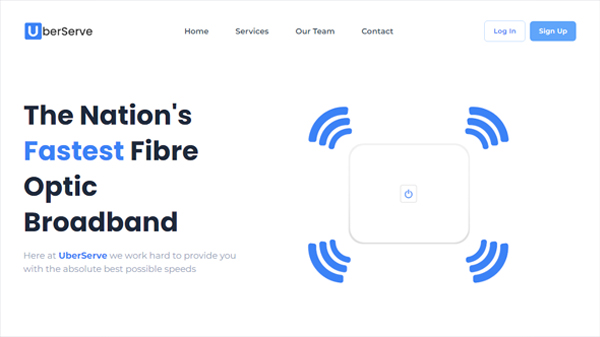 UberServe
Home Services Our Team Contact
Log In Sign Up
The Nation's
Fastest Fibre
Optic
Broadband
Here at UberServe we work hard to provide you
with the absolute best possible speeds